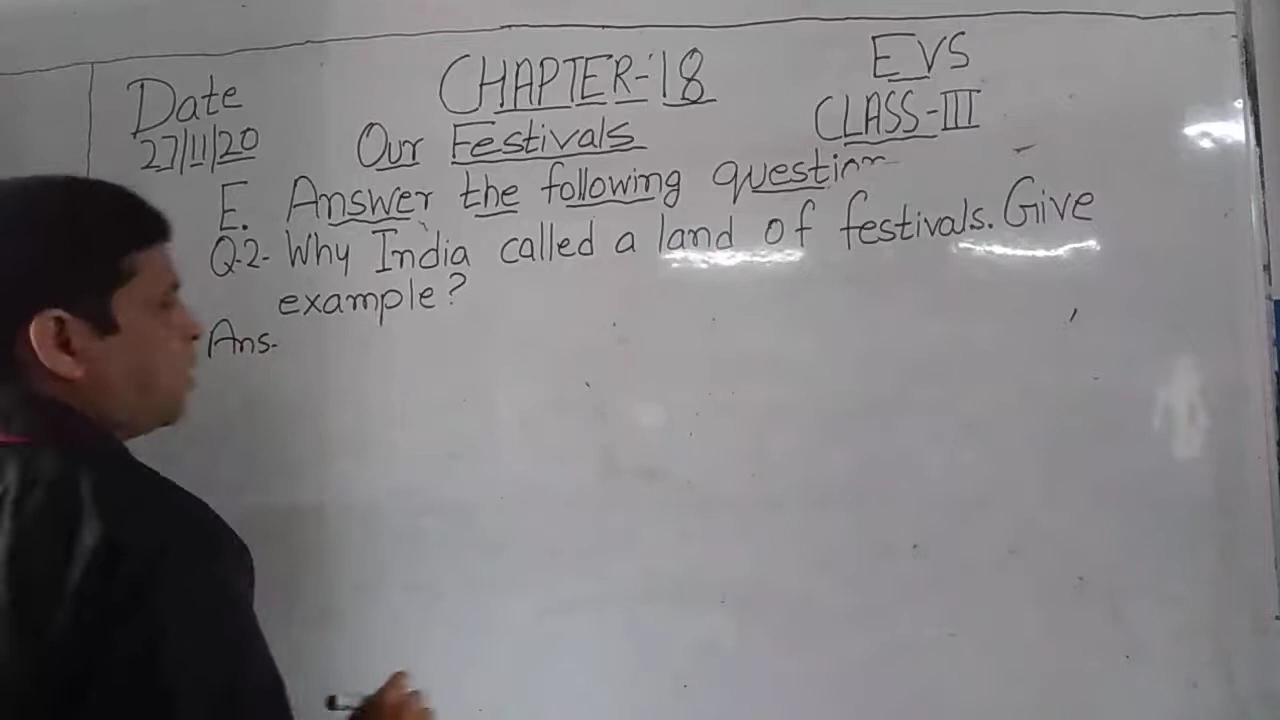 EVS
CHAPTER-18
Date
CLASS-III
27/11/20
Our Festivals
E. Answer the following
Q.2- Why India called a land of festivals. Give
example?
Ans-